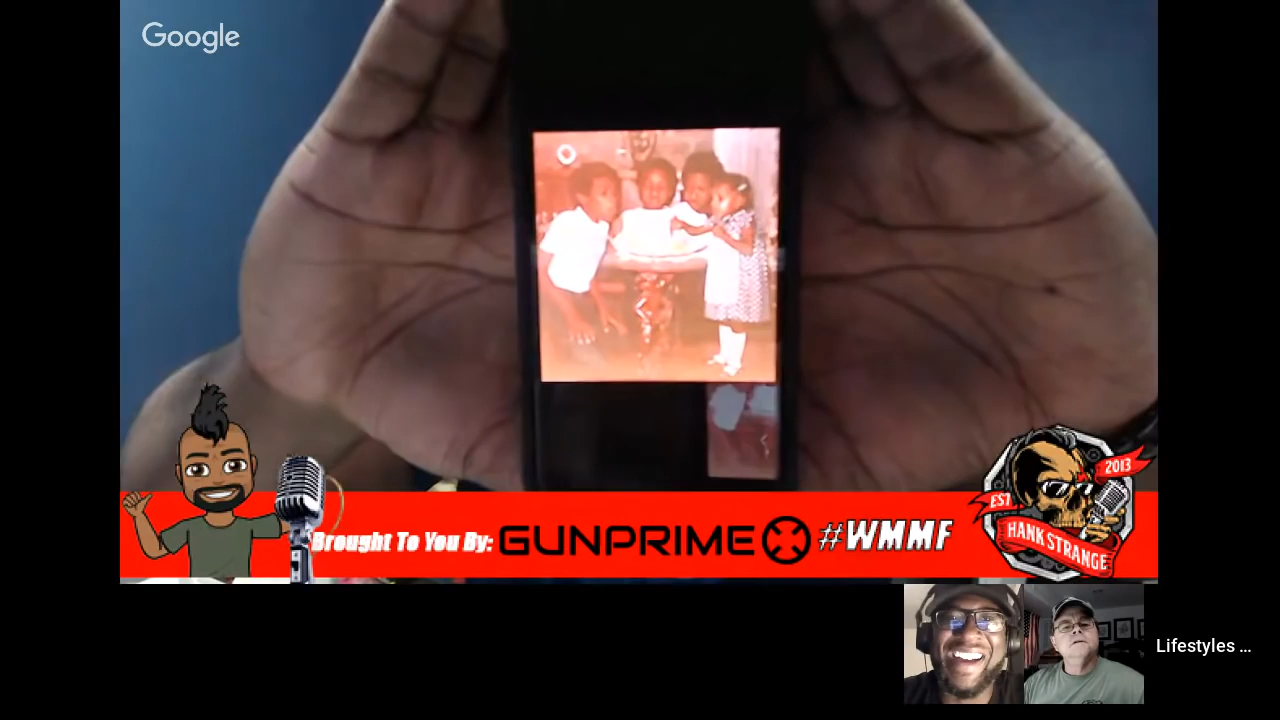 Google
Brought To You By: GUNPRIME #WMMF
EST
2013
HANK STRANGE
Lifestyles ...